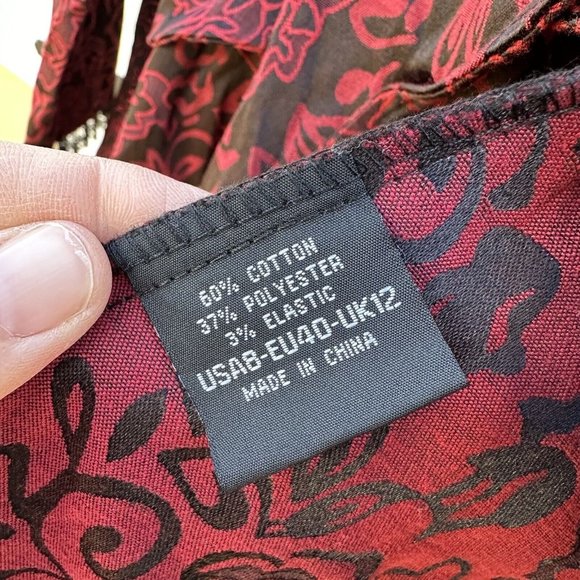 60% COTTON
37% POLYESTER
3% ELASTIC
USA8-EU40-UK12
MADE IN CHINA